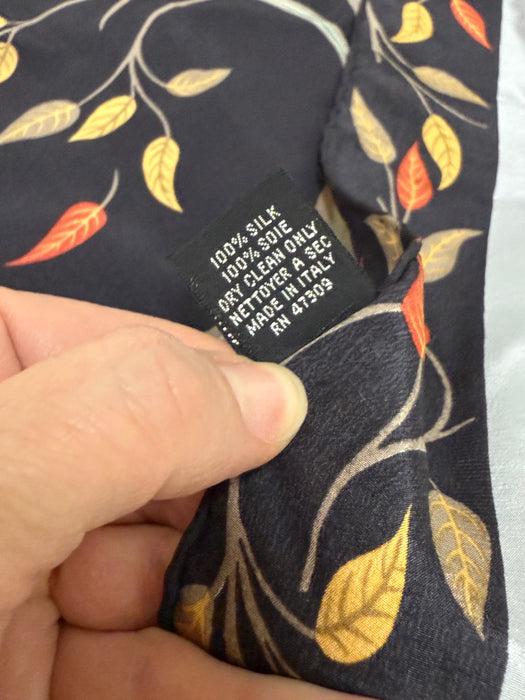 100% SILK
100% SOIE
DRY CLEAN ONLY
NETTOYER A SEC
MADE IN ITALY
RN 47309